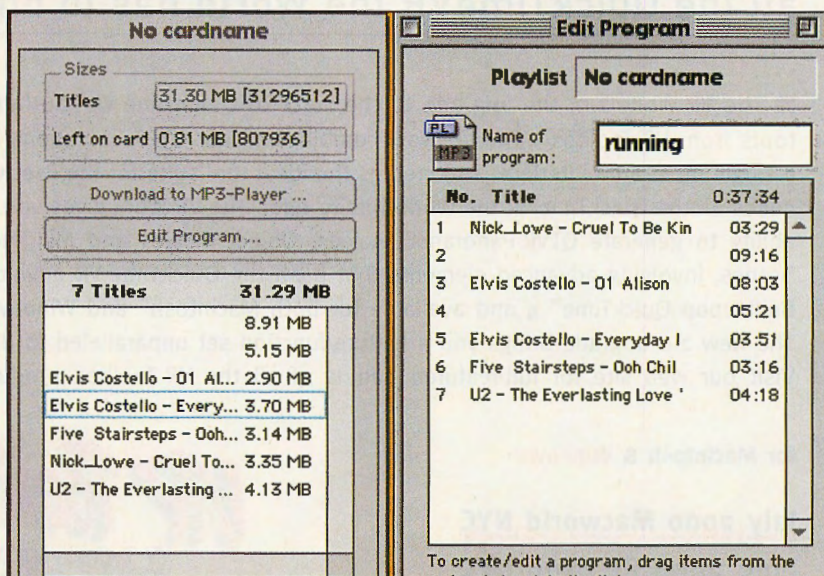 No cardname
Sizes
Titles 31.30 MB [31296512]
Left on card 0.81 MB [807936]
Download to MP3-Player ...
Edit Program ...
7 Titles 31.29 MB
8.91 MB
5.15 MB
Elvis Costello - 01 Al... 2.90 MB
Elvis Costello - Every... 3.70 MB
Five Stairsteps - Ooh... 3.14 MB
Nick_Lowe - Cruel To... 3.35 MB
U2 - The Everlasting ... 4.13 MB
Edit Program
Playlist No cardname
PL
MP3
Name of
program:
running
No. Title 0:37:34
1 Nick_Lowe - Cruel To Be Kin 03:29
2 09:16
3 Elvis Costello - 01 Alison 08:03
4 05:21
5 Elvis Costello - Everyday I 03:51
6 Five Stairsteps - Ooh Chil 03:16
7 U2 - The Everlasting Love 04:18
To create/edit a program, drag items from the